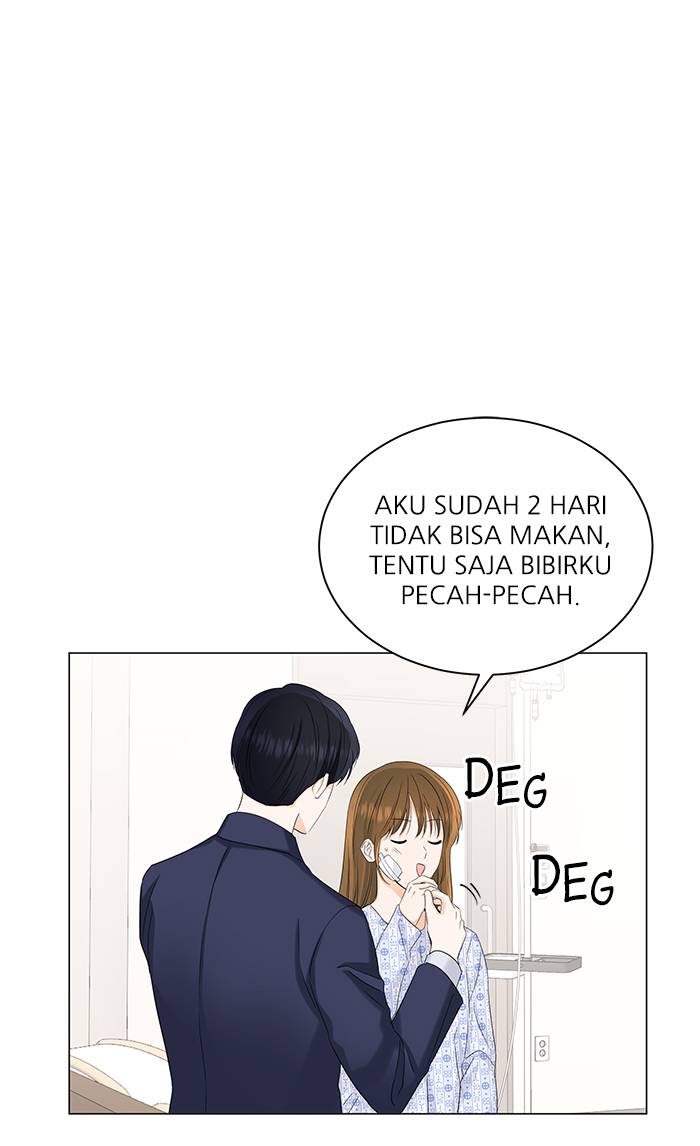 AKU SUDAH 2 HARI
TIDAK BISA MAKAN,
TENTU SAJA BIBIRKU
PECAH-PECAH.
DEG
DEG